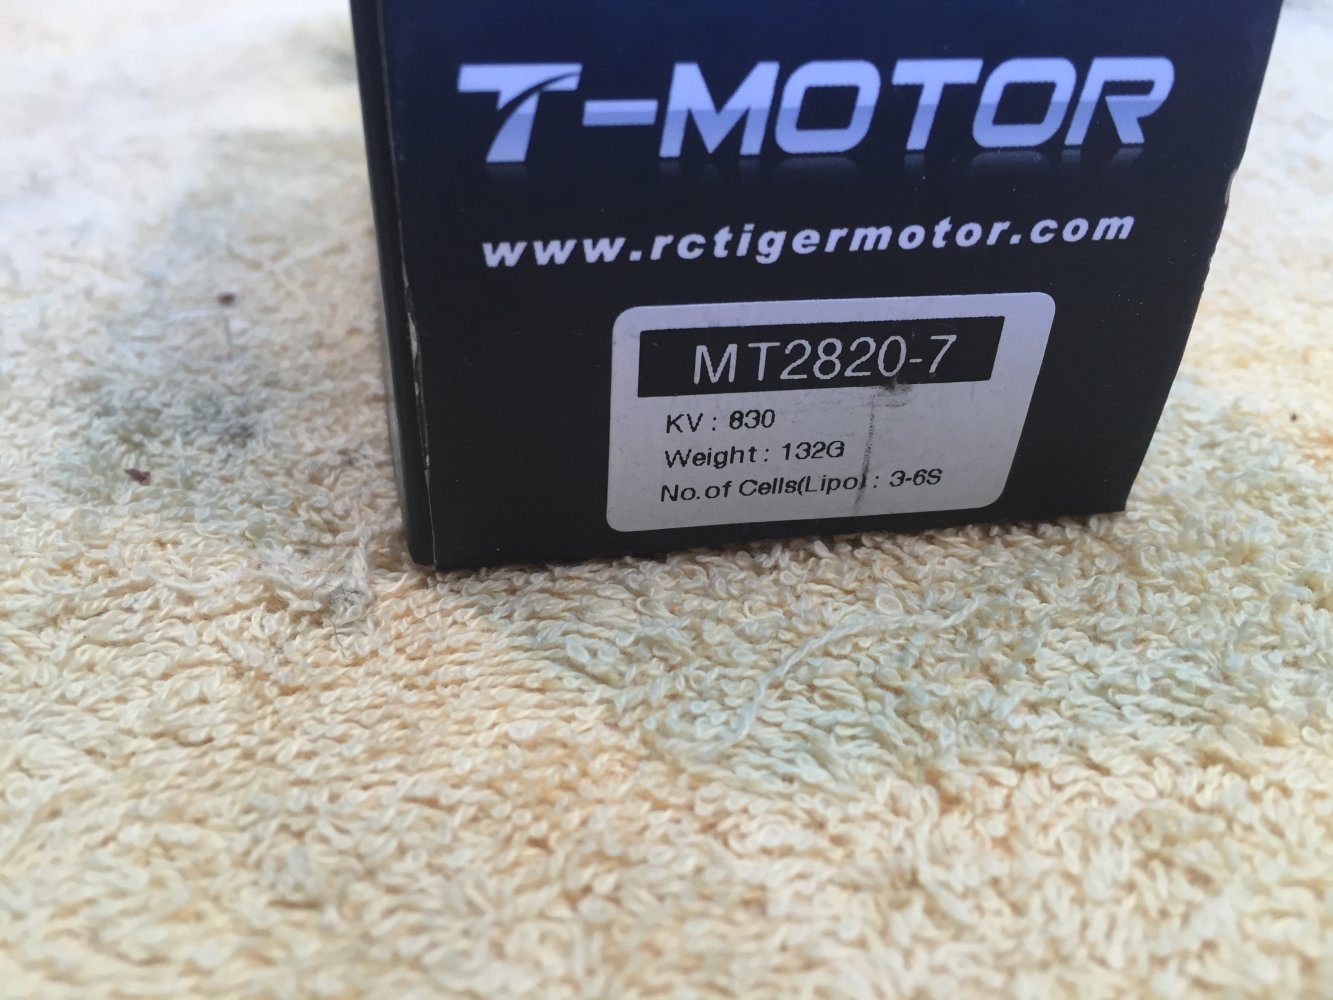 T-MOTOR
www.rctigermotor.com
MT2820-7
KV : 830
Weight : 132G
No.of Cells(Lipo) : 3-6S